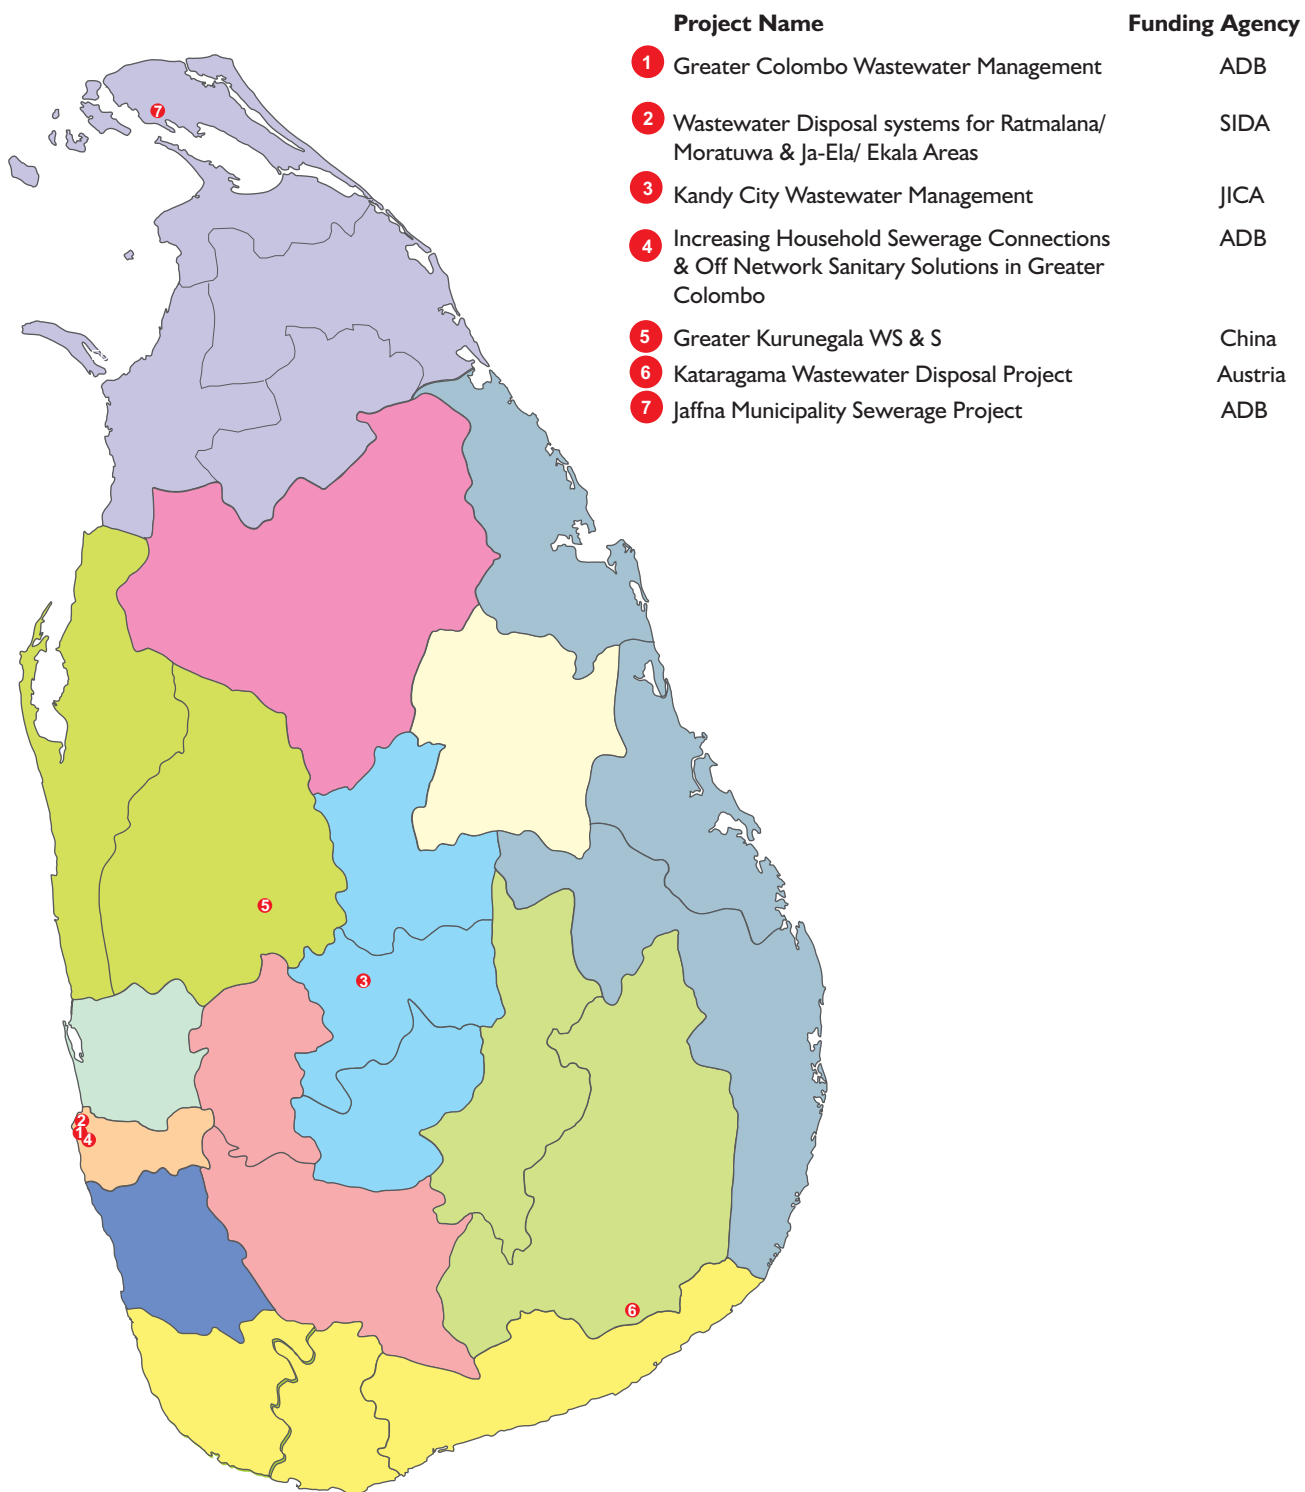 Project Name Funding Agency
1 Greater Colombo Wastewater Management ADB
2 Wastewater Disposal systems for Ratmalana/ SIDA
Moratuwa & Ja-Ela/ Ekala Areas
3 Kandy City Wastewater Management JICA
4 Increasing Household Sewerage Connections ADB
& Off Network Sanitary Solutions in Greater
Colombo
5 Greater Kurunegala WS & S China
6 Kataragama Wastewater Disposal Project Austria
7 Jaffna Municipality Sewerage Project ADB
7
5
3
2
1
4
6